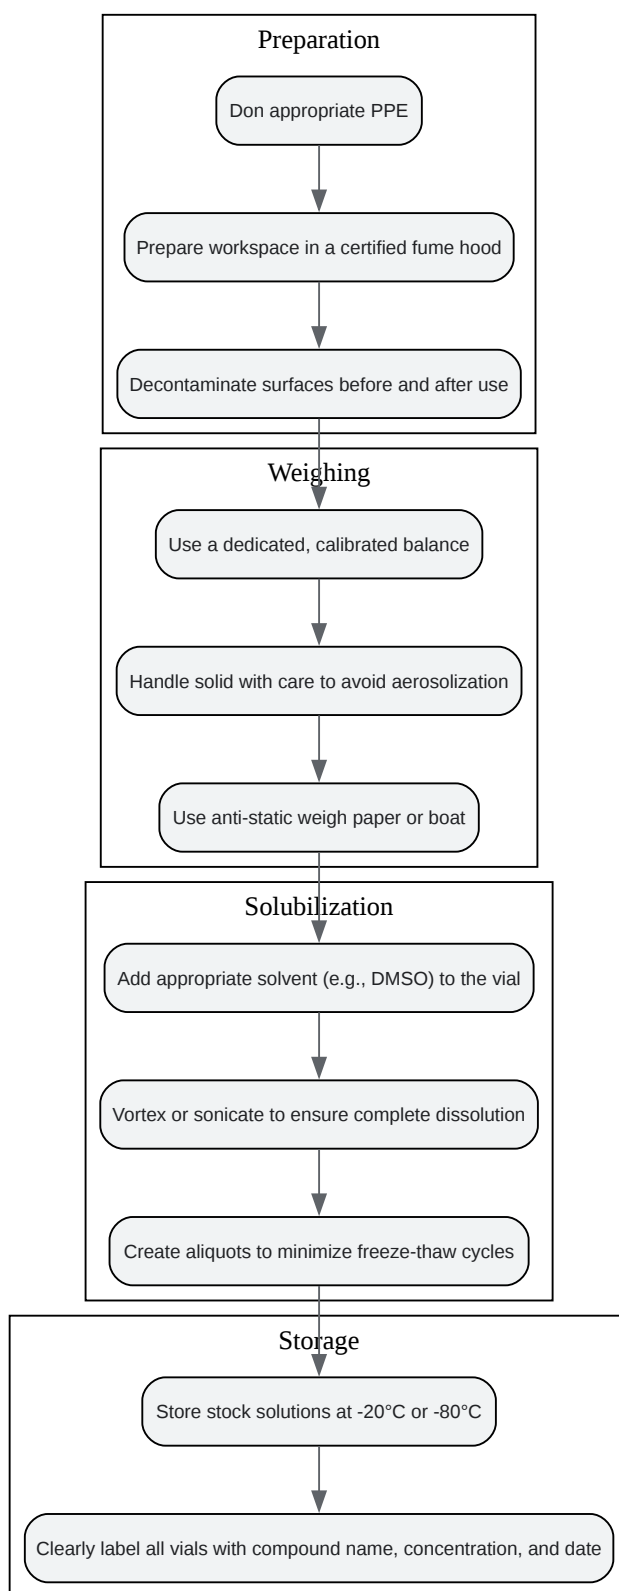 Preparation
Don appropriate PPE
Prepare workspace in a certified fume hood
Decontaminate surfaces before and after use
Weighing
Use a dedicated, calibrated balance
Handle solid with care to avoid aerosolization
Use anti-static weigh paper or boat
Solubilization
Add appropriate solvent (e.g., DMSO) to the vial
Vortex or sonicate to ensure complete dissolution
Create aliquots to minimize freeze-thaw cycles
Storage
Store stock solutions at -20°C or -80°C
Clearly label all vials with compound name, concentration, and date